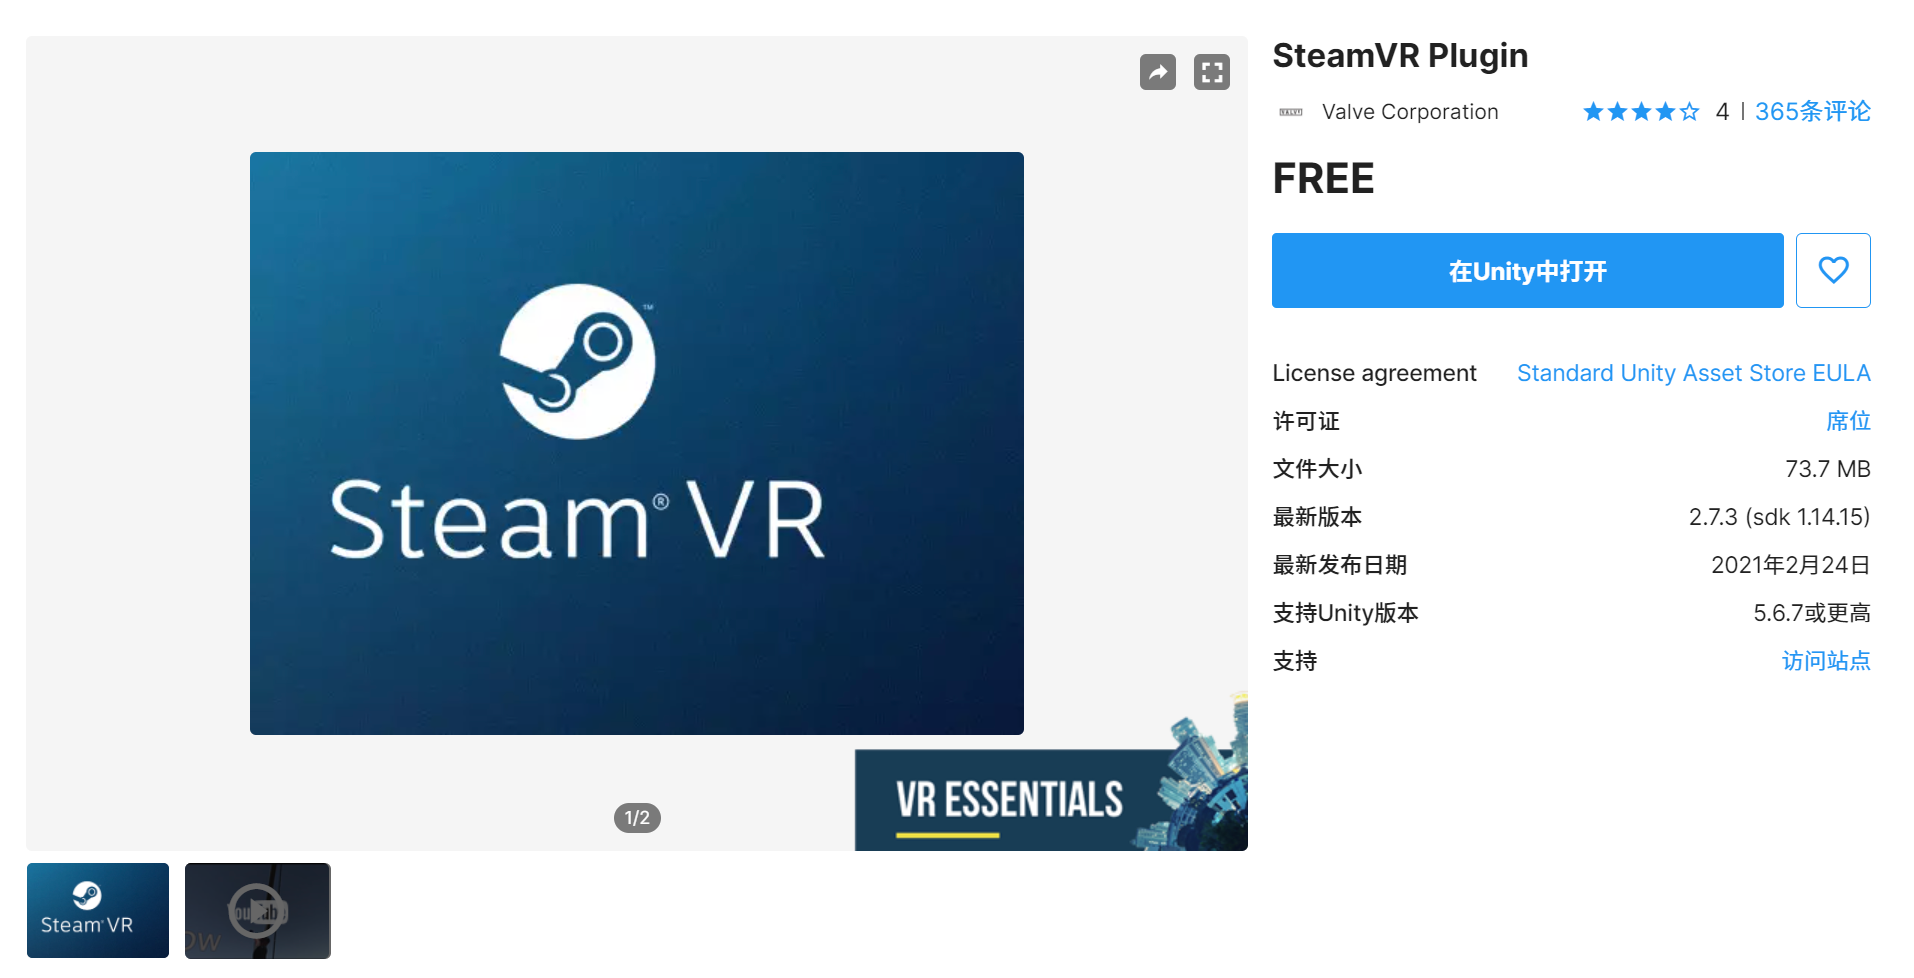 SteamVR Plugin
VALVE
Valve Corporation
4 | 365条评论
FREE
在Unity中打开
License agreement Standard Unity Asset Store EULA
许可证 席位
文件大小 73.7 MB
最新版本 2.7.3 (sdk 1.14.15)
最新发布日期 2021年2月24日
支持Unity版本 5.6.7或更高
支持 访问站点
™
Steam® VR
VR ESSENTIALS
1/2
Steam VR
YouTube